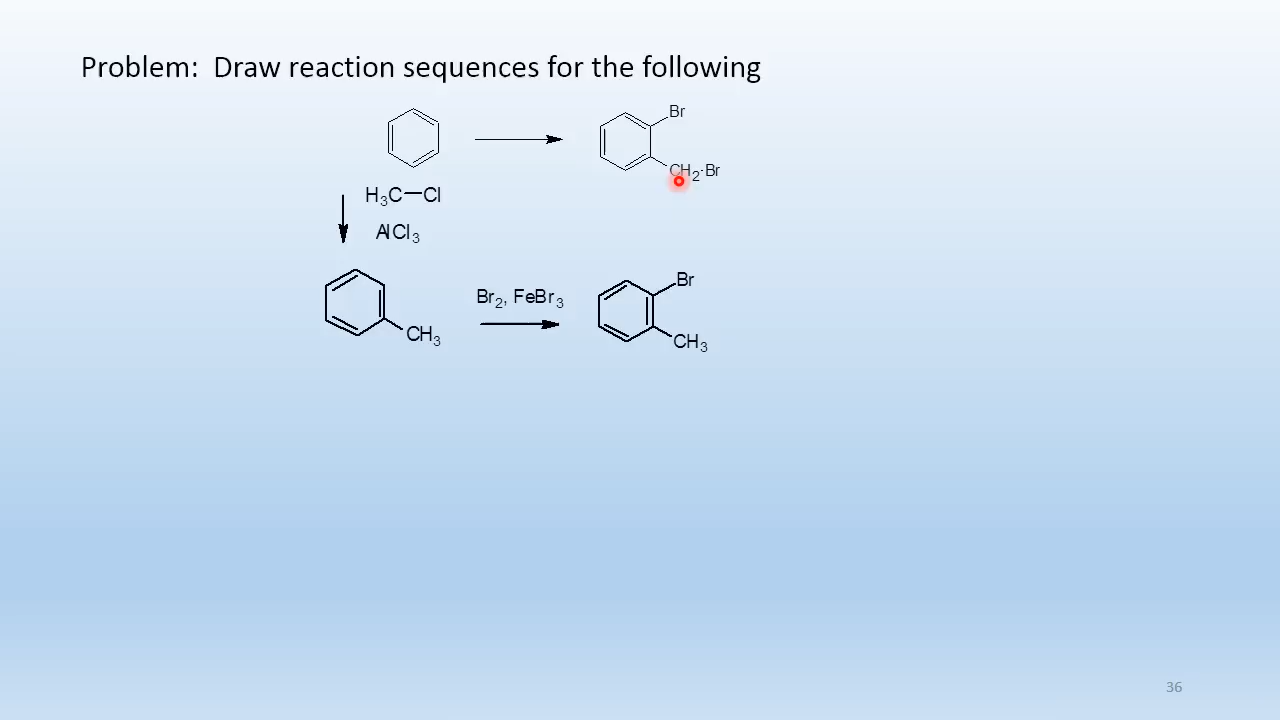 Problem: Draw reaction sequences for the following
Br
CH2·Br
H3C—Cl
AlCl3
Br
Br2, FeBr3
CH3
CH3
36